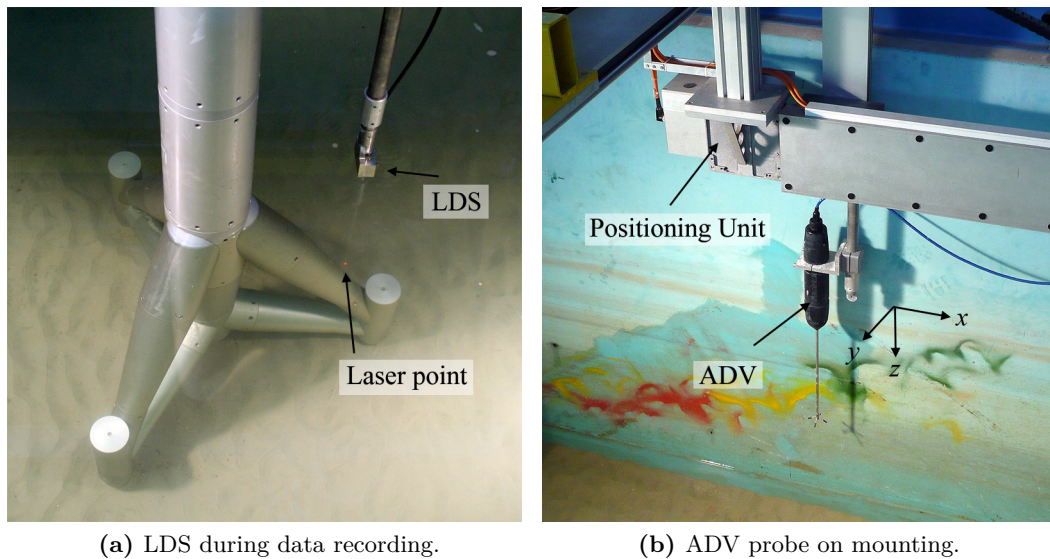 LDS
Laser point
Positioning Unit
ADV
x
y
z
(a) LDS during data recording.
(b) ADV probe on mounting.